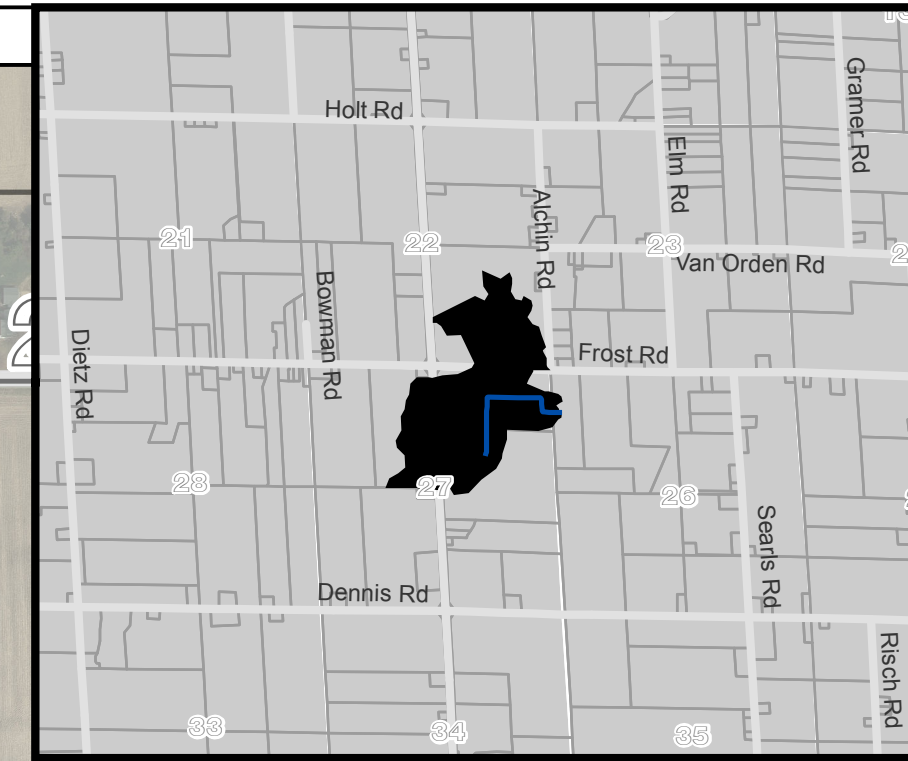 Holt Rd
Gramer Rd
Elm Rd
Alchin Rd
21
22
23
Van Orden Rd
Bowman Rd
Dietz Rd
Frost Rd
28
27
26
Searls Rd
Dennis Rd
Risch Rd
33
34
35